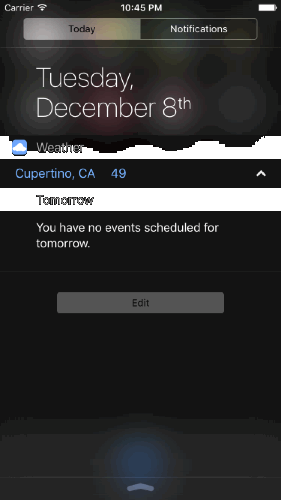 Carrier 10:45 PM
Today Notifications
Tuesday,
December 8th
Weather
Cupertino, CA 49
Tomorrow
You have no events scheduled for
tomorrow.
Edit